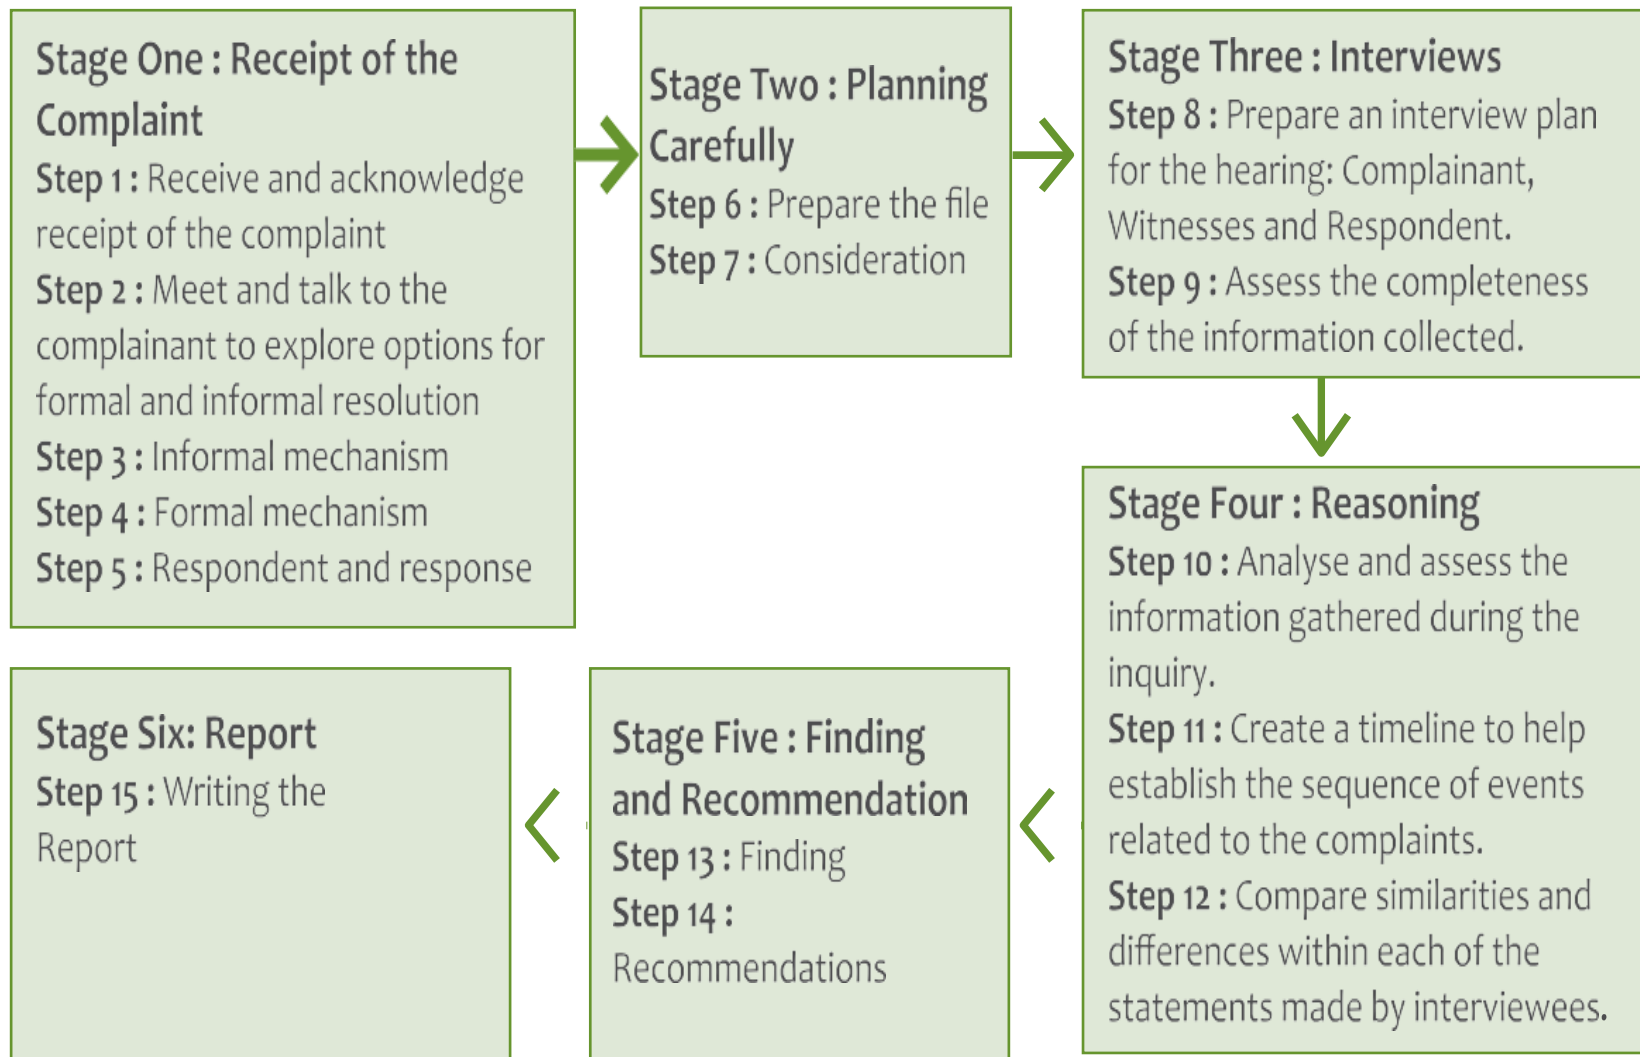 Stage One : Receipt of the
Complaint
Step 1 : Receive and acknowledge
receipt of the complaint
Step 2 : Meet and talk to the
complainant to explore options for
formal and informal resolution
Step 3 : Informal mechanism
Step 4 : Formal mechanism
Step 5 : Respondent and response
Stage Two : Planning
Carefully
Step 6 : Prepare the file
Step 7 : Consideration
Stage Three : Interviews
Step 8 : Prepare an interview plan
for the hearing: Complainant,
Witnesses and Respondent.
Step 9 : Assess the completeness
of the information collected.
Stage Four : Reasoning
Step 10 : Analyse and assess the
information gathered during the
inquiry.
Step 11 : Create a timeline to help
establish the sequence of events
related to the complaints.
Step 12 : Compare similarities and
differences within each of the
statements made by interviewees.
Stage Five : Finding
and Recommendation
Step 13 : Finding
Step 14 :
Recommendations
Stage Six: Report
Step 15 : Writing the
Report